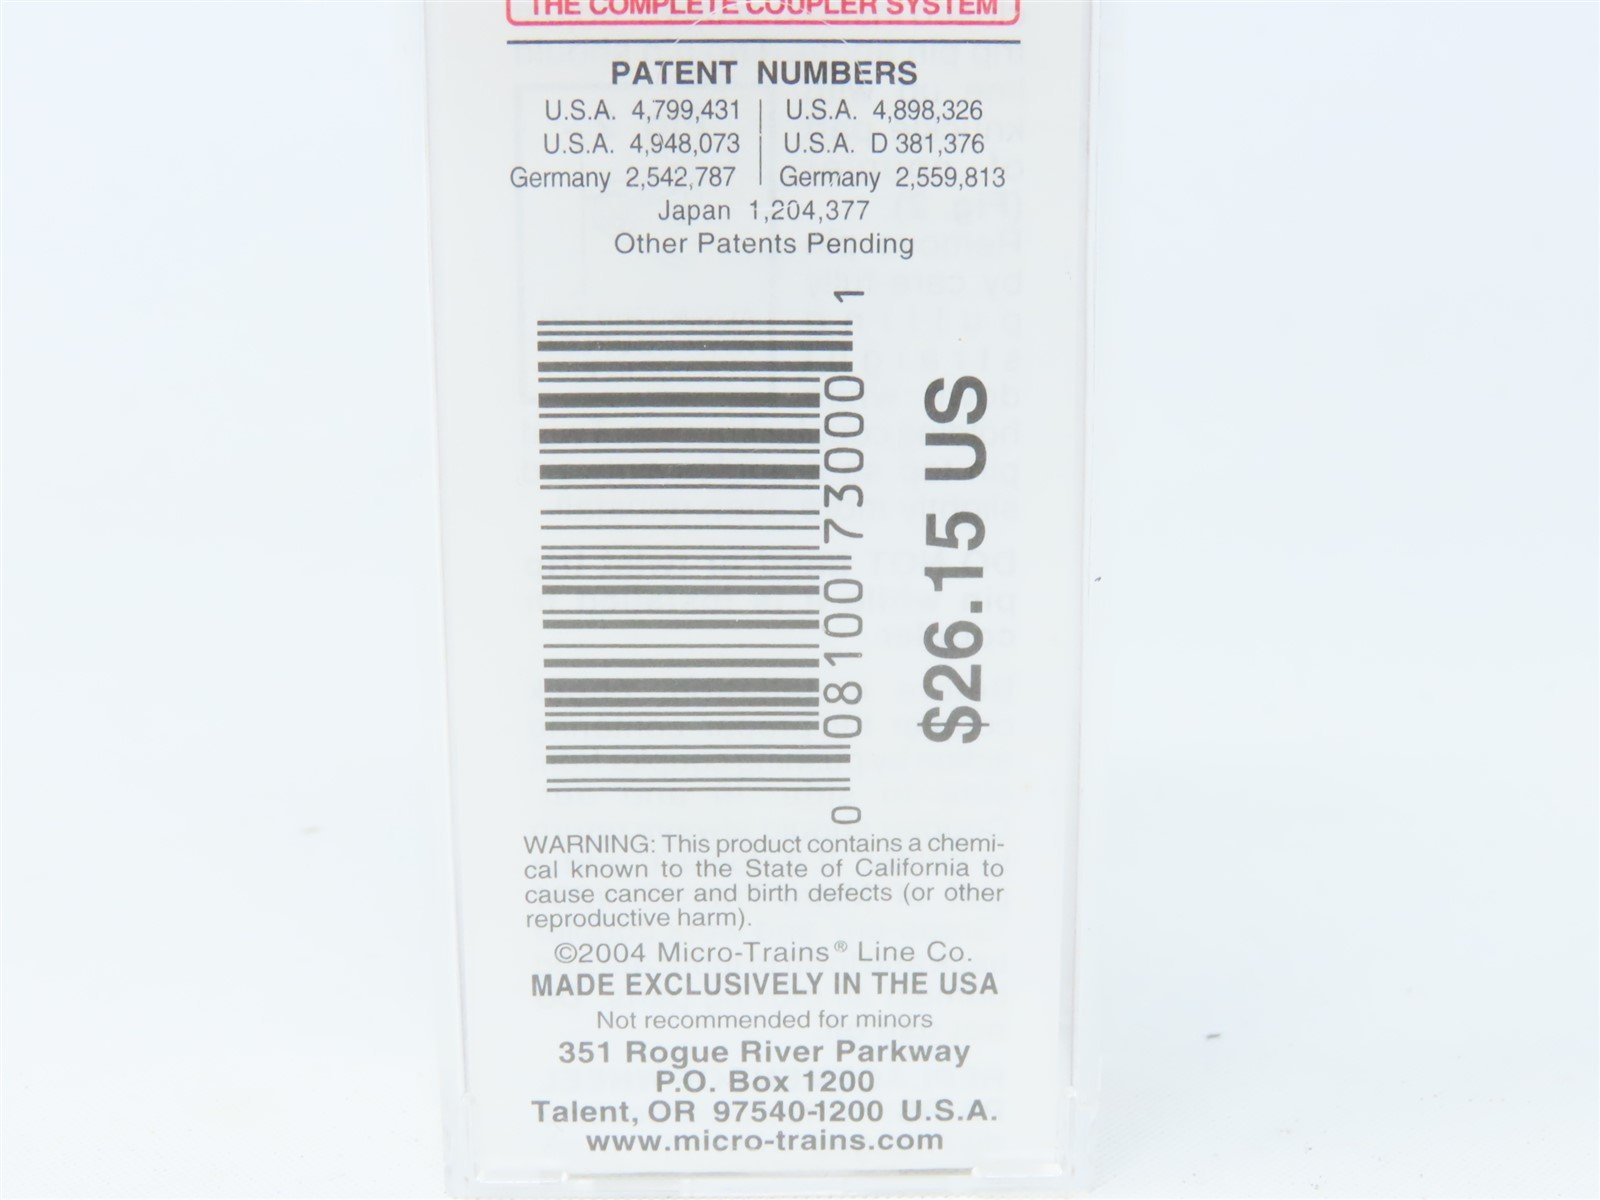 THE COMPLETE COUPLER SYSTEM
PATENT NUMBERS
U.S.A. 4,799,431 | U.S.A. 4,898,326
U.S.A. 4,948,073 | U.S.A. D 381,376
Germany 2,542,787 | Germany 2,559,813
Japan 1,204,377
Other Patents Pending
0 08100 73000 1
$26.15 US
WARNING: This product contains a chemi-
cal known to the State of California to
cause cancer and birth defects (or other
reproductive harm).
©2004 Micro-Trains® Line Co.
MADE EXCLUSIVELY IN THE USA
Not recommended for minors
351 Rogue River Parkway
P.O. Box 1200
Talent, OR 97540-1200 U.S.A.
www.micro-trains.com